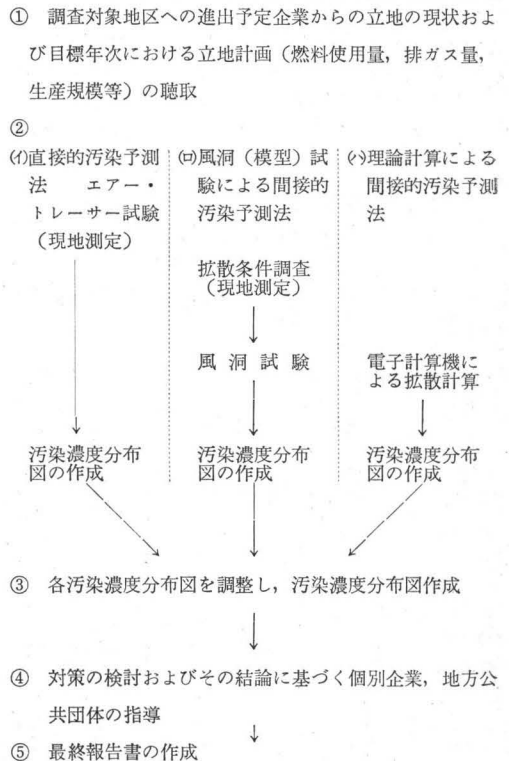 ① 調査対象地区への進出予定企業からの立地の現状およ
び目標年次における立地計画(燃料使用量,排ガス量,
生産規模等)の聴取
②
(イ)直接的汚染予測
法 エアー・
トレーサー試験
(現地測定)
汚染濃度分布
図の作成
(ロ)風洞(模型)試
験による間接的
汚染予測法
拡散条件調査
(現地測定)
風洞試験
汚染濃度分布
図の作成
(ハ)理論計算による
間接的汚染予測
法
電子計算機に
よる拡散計算
汚染濃度分布
図の作成
③ 各汚染濃度分布図を調整し,汚染濃度分布図作成
④ 対策の検討およびその結論に基づく個別企業,地方公
共団体の指導
⑤ 最終報告書の作成